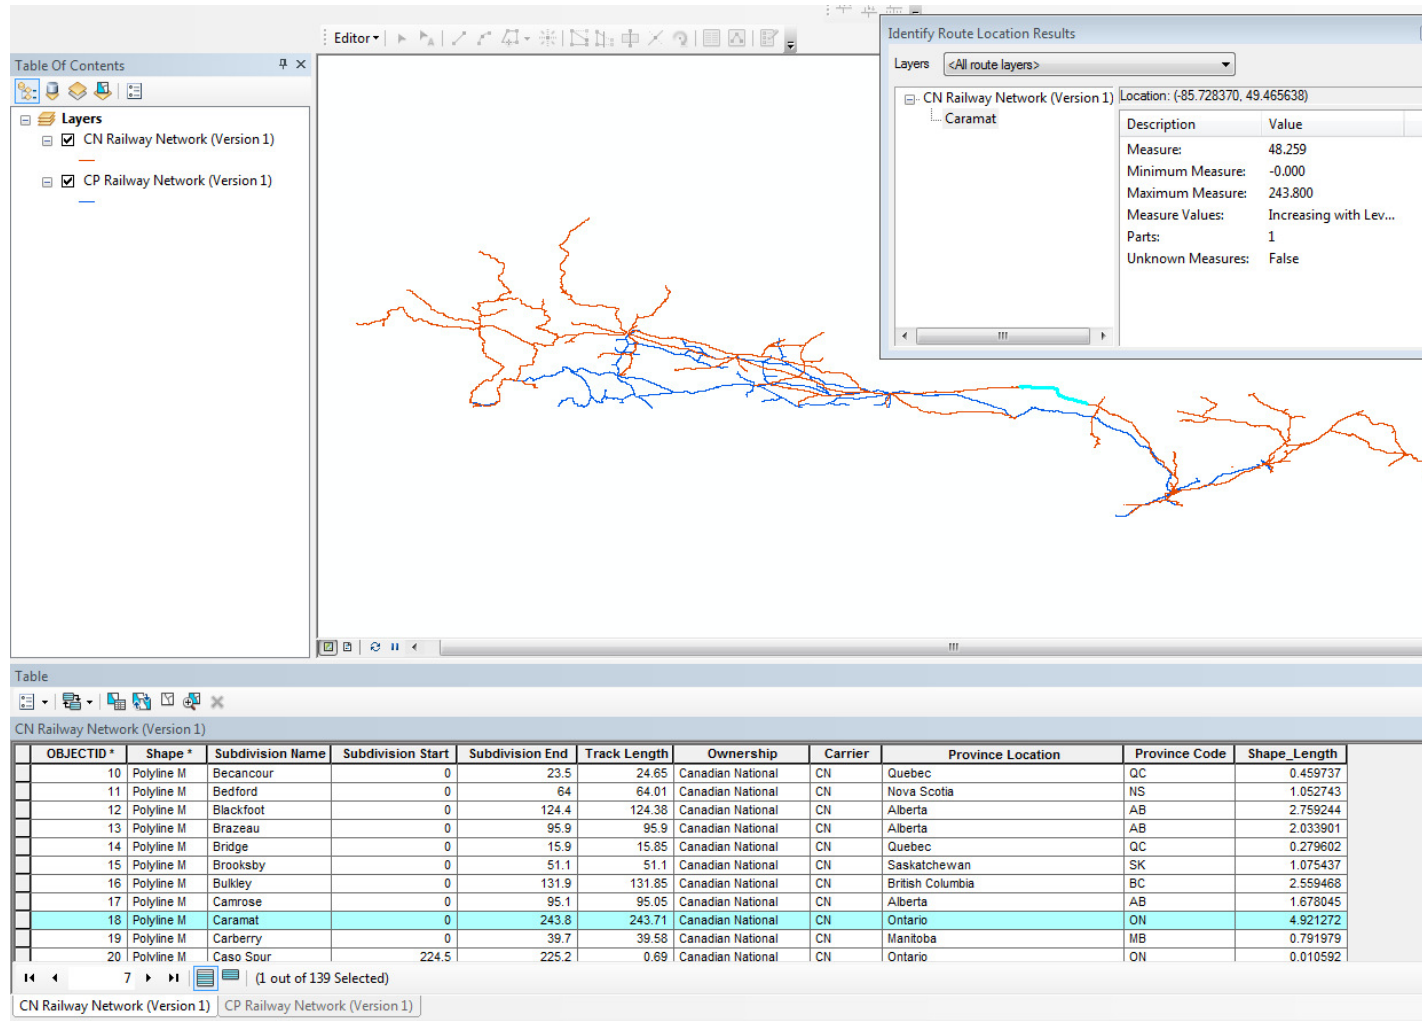 Editor
Table Of Contents
Layers
CN Railway Network (Version 1)
CP Railway Network (Version 1)
Identify Route Location Results
Layers <All route layers>
CN Railway Network (Version 1)
Caramat
Location: (-85.728370, 49.465638)
Description Value
Measure: 48.259
Minimum Measure: -0.000
Maximum Measure: 243.800
Measure Values: Increasing with Lev...
Parts: 1
Unknown Measures: False
Table
CN Railway Network (Version 1)
OBJECTID * Shape * Subdivision Name Subdivision Start Subdivision End Track Length Ownership Carrier Province Location Province Code Shape_Length
10 Polyline M Becancour 0 23.5 24.65 Canadian National CN Quebec QC 0.459737
11 Polyline M Bedford 0 64 64.01 Canadian National CN Nova Scotia NS 1.052743
12 Polyline M Blackfoot 0 124.4 124.38 Canadian National CN Alberta AB 2.759244
13 Polyline M Brazeau 0 95.9 95.9 Canadian National CN Alberta AB 2.033901
14 Polyline M Bridge 0 15.9 15.85 Canadian National CN Quebec QC 0.279602
15 Polyline M Brooksby 0 51.1 51.1 Canadian National CN Saskatchewan SK 1.075437
16 Polyline M Bulkley 0 131.9 131.85 Canadian National CN British Columbia BC 2.559468
17 Polyline M Camrose 0 95.1 95.05 Canadian National CN Alberta AB 1.678045
18 Polyline M Caramat 0 243.8 243.71 Canadian National CN Ontario ON 4.921272
19 Polyline M Carberry 0 39.7 39.58 Canadian National CN Manitoba MB 0.791979
20 Polyline M Caso Spur 224.5 225.2 0.69 Canadian National CN Ontario ON 0.010592
7 (1 out of 139 Selected)
CN Railway Network (Version 1) CP Railway Network (Version 1)